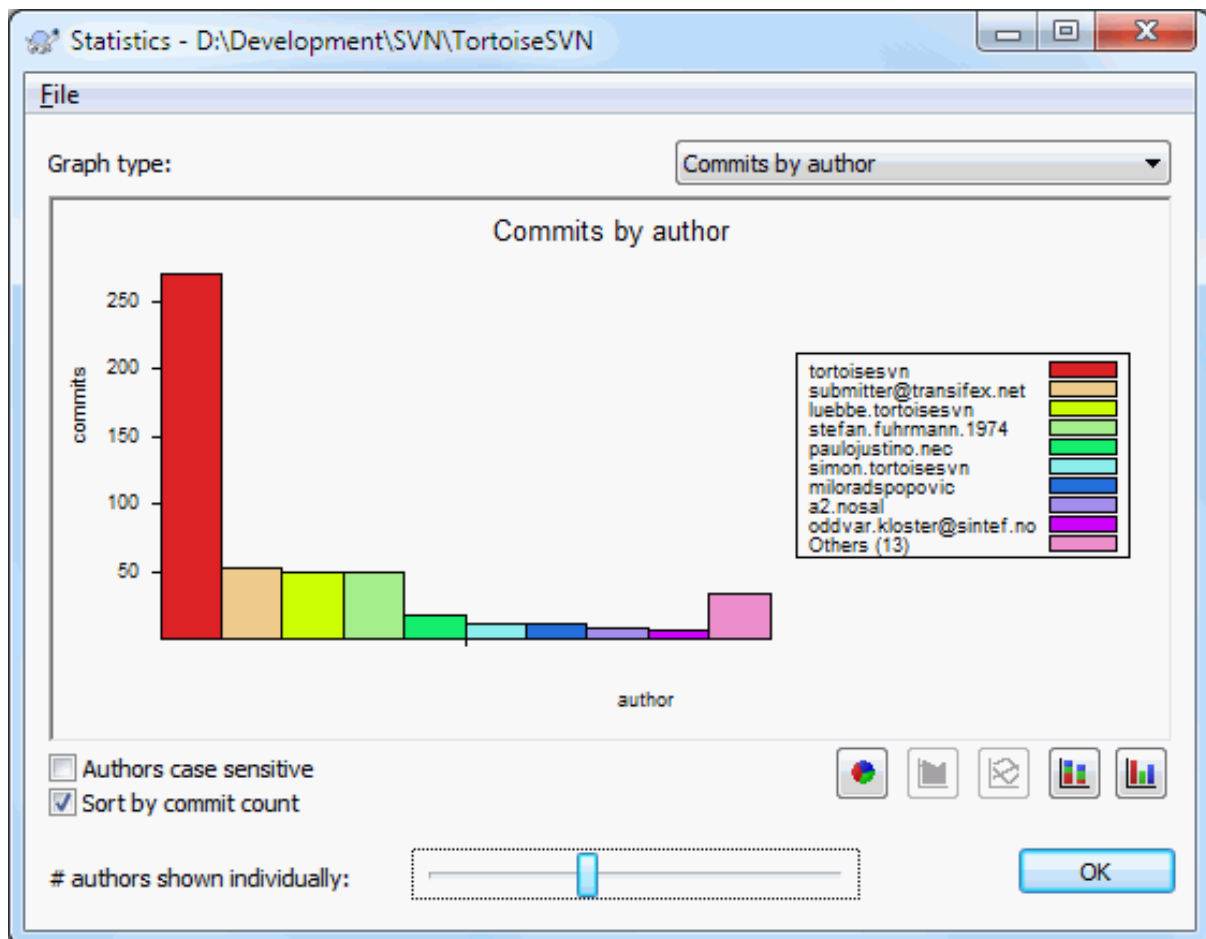 Statistics - D:\Development\SVN\TortoiseSVN
File
Graph type:
Commits by author
Commits by author
250
200
150
100
50
commits
tortoisesvn
submitter@transifex.net
luebbe.tortoisesvn
stefan.fuhrmann.1974
paulojustino.nec
simon.tortoisesvn
miloradspopovic
a2.nosal
oddvar.kloster@sintef.no
Others (13)
author
Authors case sensitive
Sort by commit count
# authors shown individually:
OK